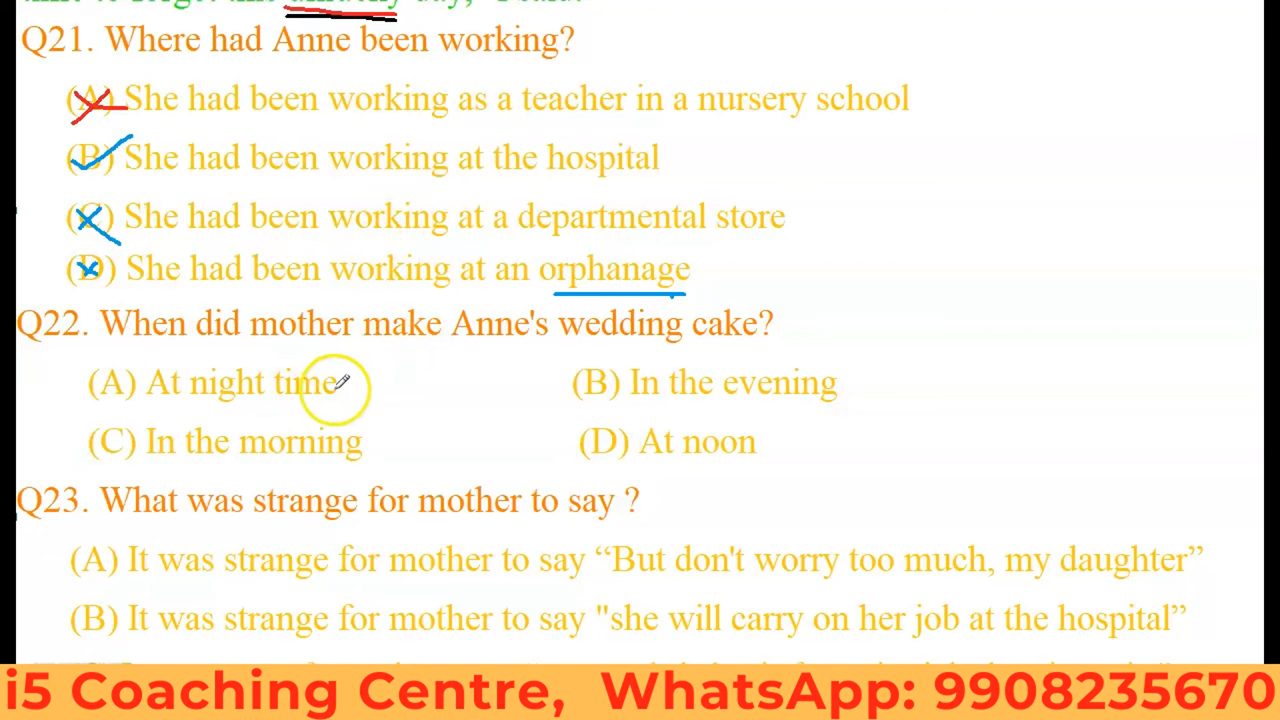 Q21. Where had Anne been working?
(A) She had been working as a teacher in a nursery school
(B) She had been working at the hospital
(C) She had been working at a departmental store
(D) She had been working at an orphanage
Q22. When did mother make Anne's wedding cake?
(A) At night time (B) In the evening
(C) In the morning (D) At noon
Q23. What was strange for mother to say ?
(A) It was strange for mother to say “But don't worry too much, my daughter”
(B) It was strange for mother to say "she will carry on her job at the hospital”
i5 Coaching Centre, WhatsApp: 9908235670